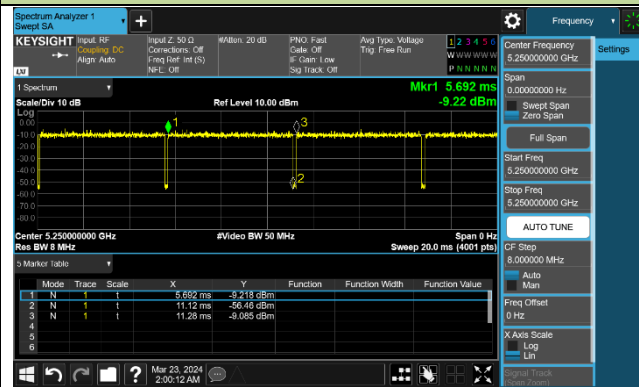 Spectrum Analyzer 1
Swept SA
Frequency
KEYSIGHT
Input: RF
Coupling: DC
Align: Auto
Input Z: 50 Ω
Corrections: Off
Freq Ref: Int (S)
NFE: Off
#Atten: 20 dB
PNO: Fast
Gate: Off
IF Gain: Low
Sig Track: Off
Avg Type: Voltage
Trig: Free Run
1 2 3 4 5 6
W W W W W W
P N N N N N
LXI
1 Spectrum
Scale/Div 10 dB
Ref Level 10.00 dBm
Mkr1 5.692 ms
-9.22 dBm
Log
0.00
-10.0
-20.0
-30.0
-40.0
-50.0
-60.0
-70.0
-80.0
1
3
2
Center 5.250000000 GHz
Res BW 8 MHz
#Video BW 50 MHz
Span 0 Hz
Sweep 20.0 ms (4001 pts)
5 Marker Table
Mode Trace Scale X Y Function Function Width Function Value
1 N 1 t 5.692 ms -9.218 dBm
2 N 1 t 11.12 ms -56.46 dBm
3 N 1 t 11.28 ms -9.085 dBm
4
5
6
Mar 23, 2024
2:00:12 AM
Center Frequency
5.250000000 GHz
Settings
Span
0.00000000 Hz
Swept Span
Zero Span
Full Span
Start Freq
5.250000000 GHz
Stop Freq
5.250000000 GHz
AUTO TUNE
CF Step
8.000000 MHz
Auto
Man
Freq Offset
0 Hz
X Axis Scale
Log
Lin
Signal Track
(Span Zoom)